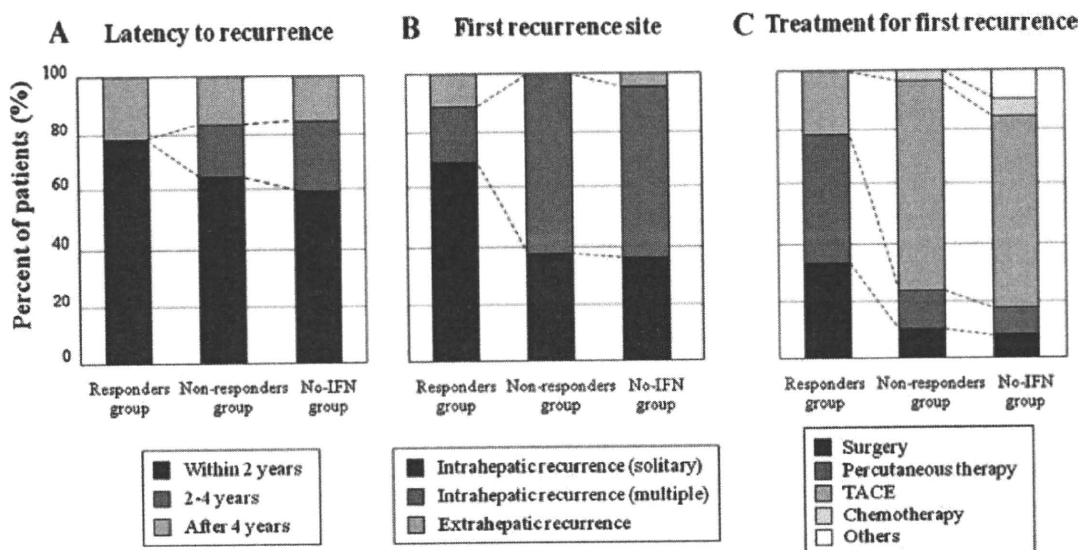 A Latency to recurrence
B First recurrence site
C Treatment for first recurrence
Percent of patients (%)
100
80
60
40
20
0
Responders group
Non-responders group
No-IFN group
Responders group
Non-responders group
No-IFN group
Responders group
Non-responders group
No-IFN group
Within 2 years
2-4 years
After 4 years
Intrahepatic recurrence (solitary)
Intrahepatic recurrence (multiple)
Extrahepatic recurrence
Surgery
Percutaneous therapy
TACE
Chemotherapy
Others